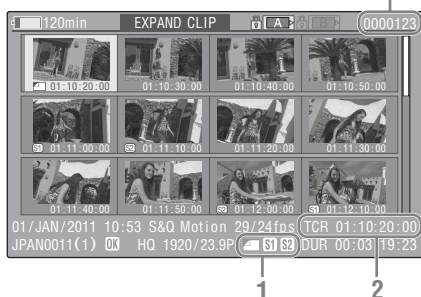 120min EXPAND CLIP A B 0000123
01:10:20:00 01:10:30:00 01:10:40:00 01:10:50:00
S1 01:11:00:00 S2 01:11:10:00 01:11:20:00 01:11:30:00
01:11:40:00 01:11:50:00 S2 01:12:00:00 S1 01:12:10:00
01/JAN/2011 10:53 S&Q Motion 29/24fps TCR 01:10:20:00
JPAN0011(1) OK HQ 1920/23.9P S1 S2 DUR 00:03 19:23
1 2